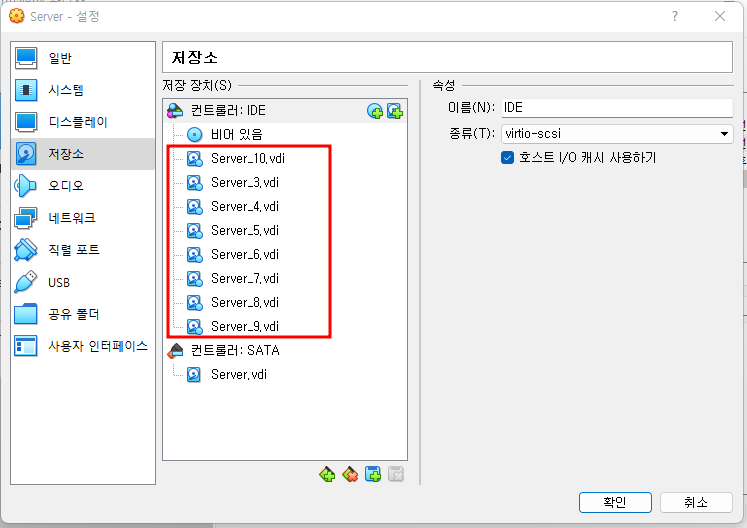 Server - 설정
일반
시스템
디스플레이
저장소
오디오
네트워크
직렬 포트
USB
공유 폴더
사용자 인터페이스
저장소
저장 장치(S)
컨트롤러: IDE
비어 있음
Server_10.vdi
Server_3.vdi
Server_4.vdi
Server_5.vdi
Server_6.vdi
Server_7.vdi
Server_8.vdi
Server_9.vdi
컨트롤러: SATA
Server.vdi
속성
이름(N): IDE
종류(T): virtio-scsi
호스트 I/O 캐시 사용하기
확인
취소